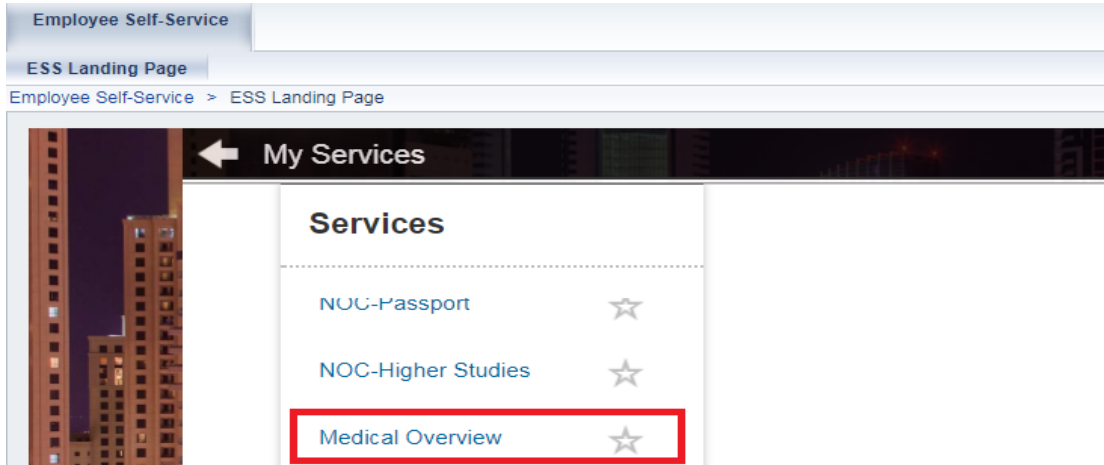 Employee Self-Service
ESS Landing Page
Employee Self-Service > ESS Landing Page
My Services
Services
NOC-Passport
NOC-Higher Studies
Medical Overview